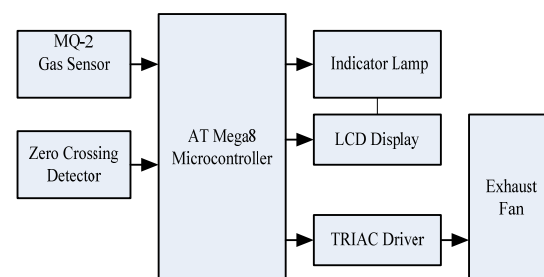 MQ-2
Gas Sensor
Zero Crossing
Detector
AT Mega8
Microcontroller
Indicator Lamp
LCD Display
TRIAC Driver
Exhaust
Fan